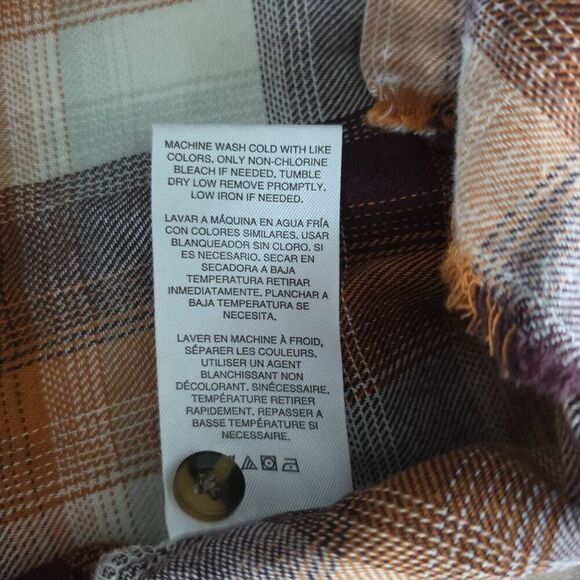 MACHINE WASH COLD WITH LIKE
COLORS. ONLY NON-CHLORINE
BLEACH IF NEEDED. TUMBLE
DRY LOW REMOVE PROMPTLY.
LOW IRON IF NEEDED.
LAVAR A MÁQUINA EN AGUA FRÍA
CON COLORES SIMILARES. USAR
BLANQUEADOR SIN CLORO. SI
ES NECESARIO. SECAR EN
SECADORA A BAJA
TEMPERATURA RETIRAR
INMEDIATAMENTE. PLANCHAR A
BAJA TEMPERATURA SE
NECESITA.
LAVER EN MACHINE À FROID,
SÉPARER LES COULEURS.
UTILISER UN AGENT
BLANCHISSANT NON
DÉCOLORANT. SINÉCESSAIRE.
TEMPÉRATURE RETIRER
RAPIDEMENT. REPASSER A
BASSE TEMPÉRATURE SI
NÉCESSAIRE.